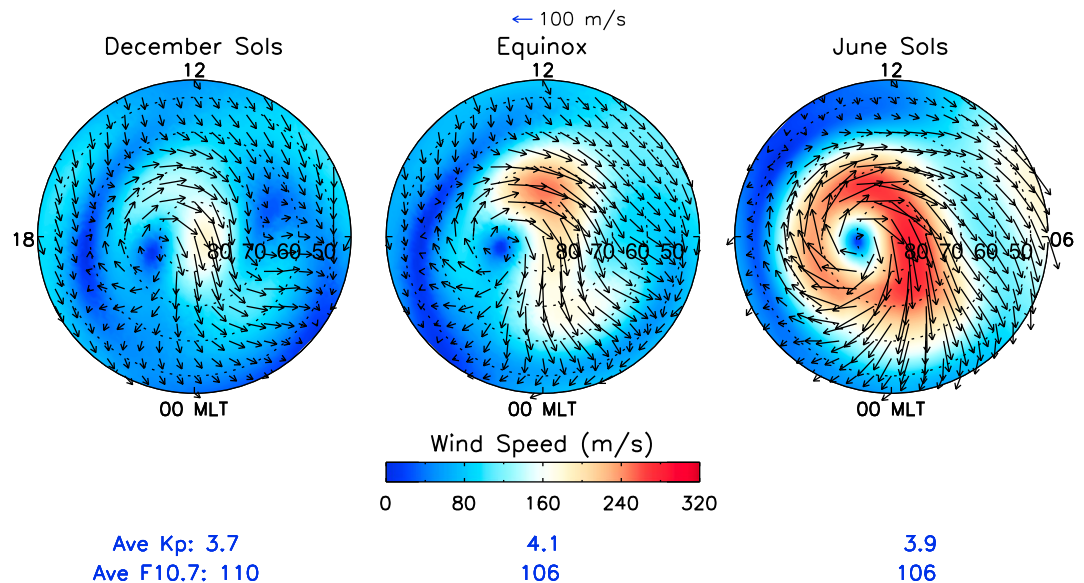 ← 100 m/s
December Sols
Equinox
June Sols
12
12
12
18
80 70 60 50
80 70 60 50
80 70 60 50
06
00 MLT
00 MLT
00 MLT
Wind Speed (m/s)
0 80 160 240 320
Ave Kp: 3.7 4.1 3.9
Ave F10.7: 110 106 106